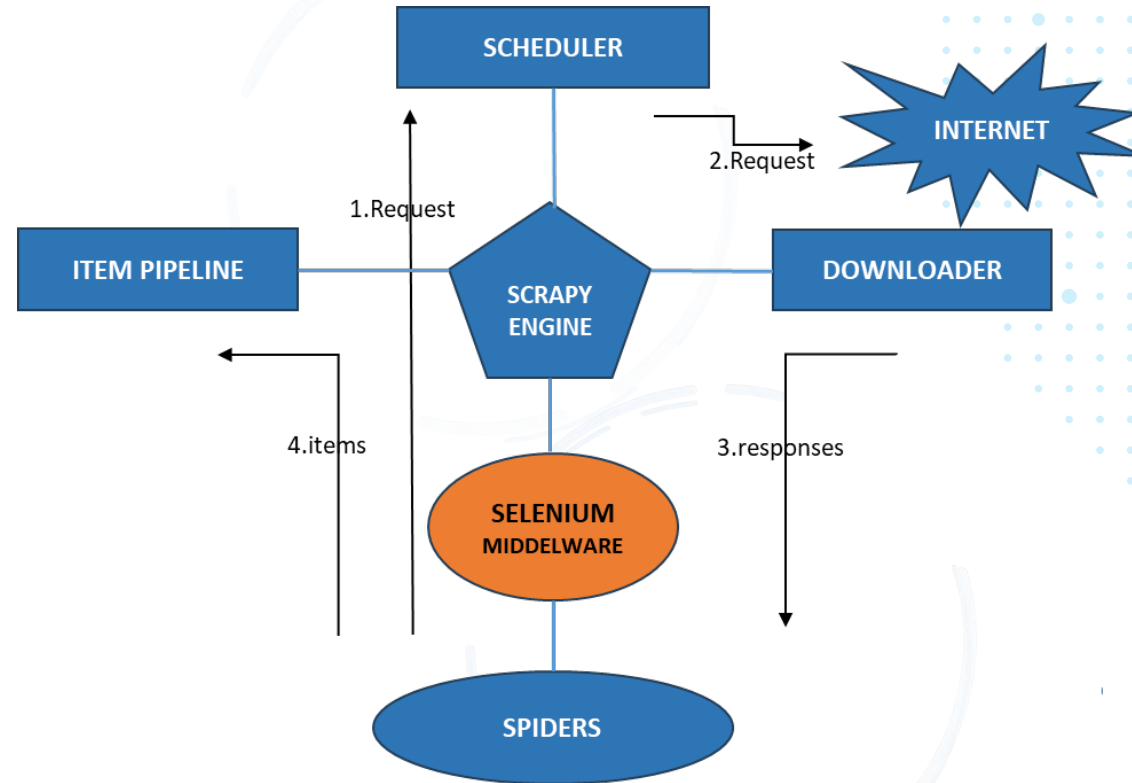 SCHEDULER
INTERNET
2.Request
1.Request
ITEM PIPELINE
SCRAPY
ENGINE
DOWNLOADER
4.items
3.responses
SELENIUM
MIDDELWARE
SPIDERS